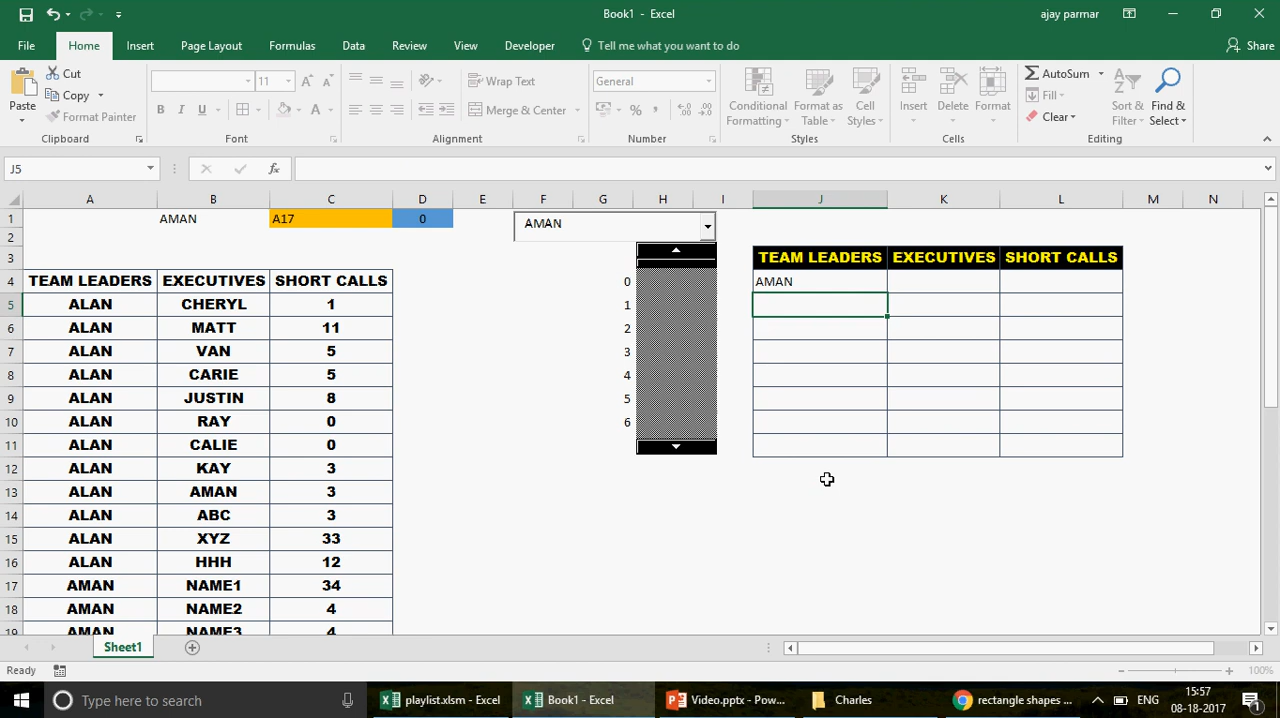 Book1 - Excel
ajay parmar
File Home Insert Page Layout Formulas Data Review View Developer Tell me what you want to do Share
Paste
Cut
Copy
Format Painter
Clipboard
11
B I U
Font
Wrap Text
Merge & Center
Alignment
General
%
Number
Conditional Formatting
Format as Table
Cell Styles
Styles
Insert
Delete
Format
Cells
AutoSum
Fill
Clear
Sort & Filter
Find & Select
Editing
J5
fx
A B C D E F G H I J K L M N
1 AMAN A17 0 AMAN
2
3 TEAM LEADERS EXECUTIVES SHORT CALLS
4 TEAM LEADERS EXECUTIVES SHORT CALLS 0 AMAN
5 ALAN CHERYL 1 1
6 ALAN MATT 11 2
7 ALAN VAN 5 3
8 ALAN CARIE 5 4
9 ALAN JUSTIN 8 5
10 ALAN RAY 0 6
11 ALAN CALIE 0
12 ALAN KAY 3
13 ALAN AMAN 3
14 ALAN ABC 3
15 ALAN XYZ 33
16 ALAN HHH 12
17 AMAN NAME1 34
18 AMAN NAME2 4
19 AMAN NAME3 4
Sheet1
Ready
100%
Type here to search
playlist.xlsm - Excel
Book1 - Excel
Video.pptx - Pow...
Charles
rectangle shapes ...
ENG
15:57
08-18-2017